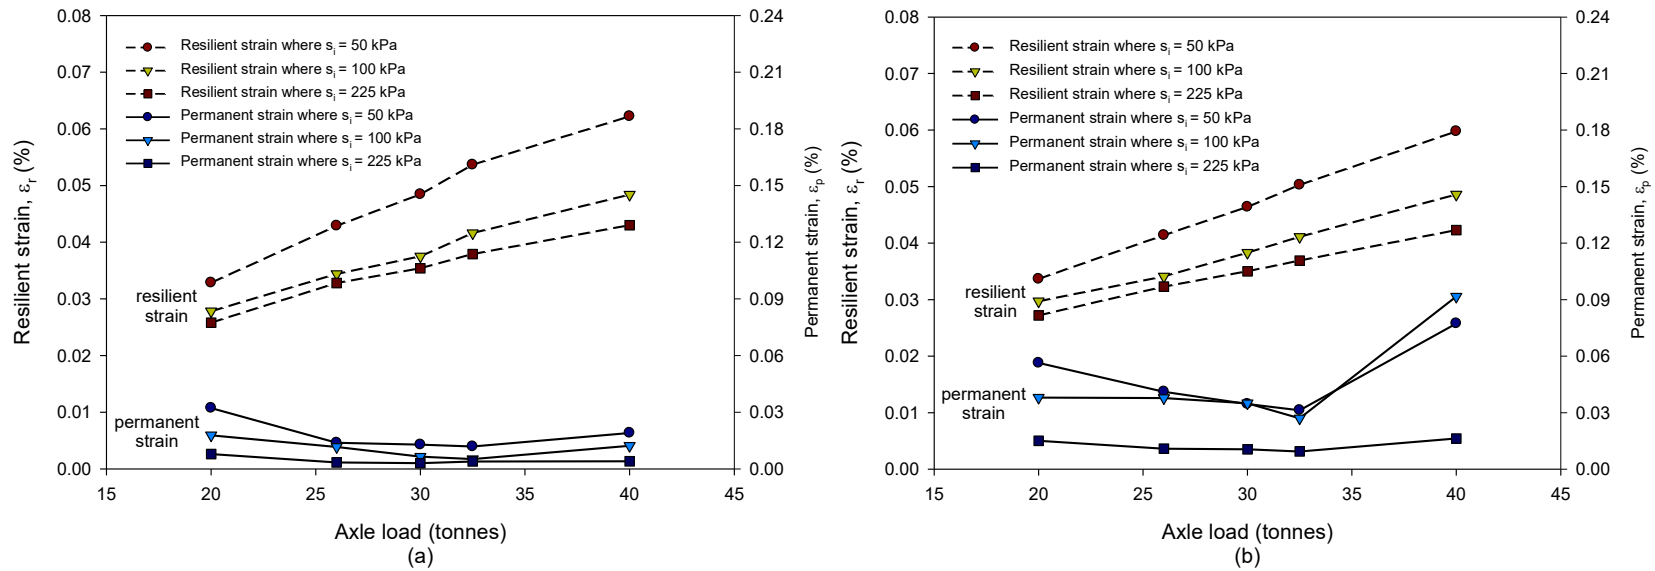 0.08
0.07
0.06
0.05
0.04
0.03
0.02
0.01
0.00
Resilient strain, εr (%)
Resilient strain where si = 50 kPa
Resilient strain where si = 100 kPa
Resilient strain where si = 225 kPa
Permanent strain where si = 50 kPa
Permanent strain where si = 100 kPa
Permanent strain where si = 225 kPa
resilient
strain
permanent
strain
0.24
0.21
0.18
0.15
0.12
0.09
0.06
0.03
0.00
Permanent strain, εp (%)
15 20 25 30 35 40 45
Axle load (tonnes)
(a)
0.08
0.07
0.06
0.05
0.04
0.03
0.02
0.01
0.00
Resilient strain, εr (%)
Resilient strain where si = 50 kPa
Resilient strain where si = 100 kPa
Resilient strain where si = 225 kPa
Permanent strain where si = 50 kPa
Permanent strain where si = 100 kPa
Permanent strain where si = 225 kPa
resilient
strain
permanent
strain
0.24
0.21
0.18
0.15
0.12
0.09
0.06
0.03
0.00
Permanent strain, εp (%)
15 20 25 30 35 40 45
Axle load (tonnes)
(b)